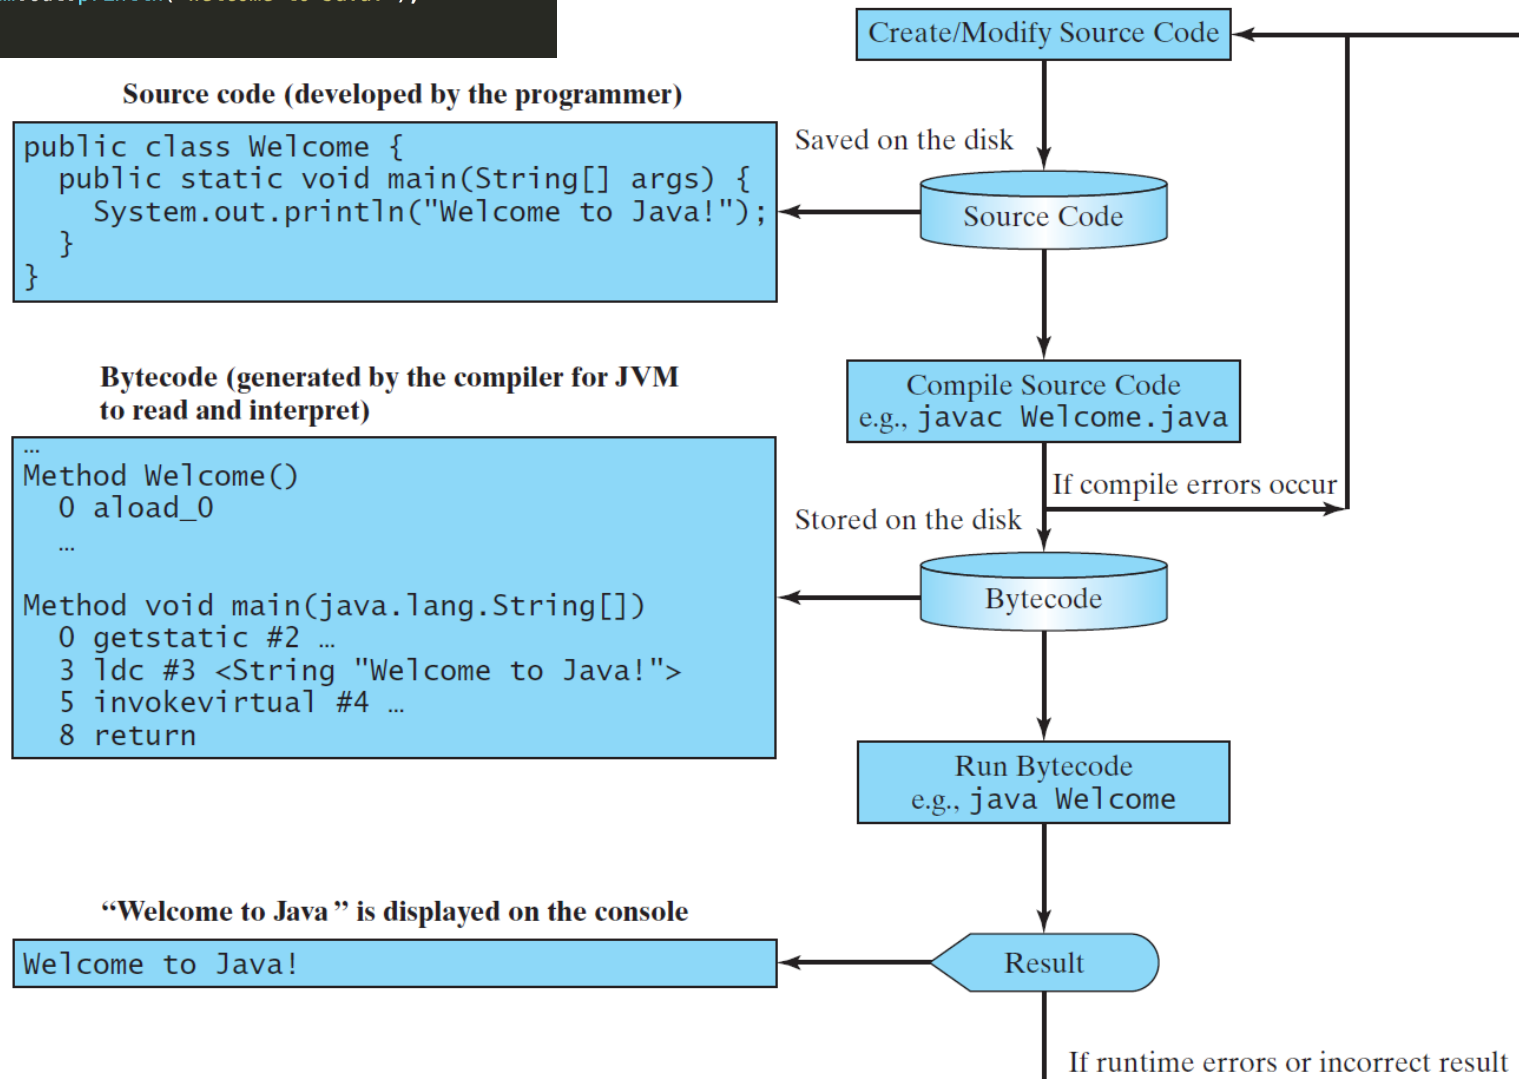 Create/Modify Source Code
Source code (developed by the programmer)
public class Welcome {
  public static void main(String[] args) {
    System.out.println("Welcome to Java!");
  }
}
Saved on the disk
Source Code
Compile Source Code
e.g., javac Welcome.java
If compile errors occur
Bytecode (generated by the compiler for JVM
to read and interpret)
…
Method Welcome()
  0 aload_0
  …
Method void main(java.lang.String[])
  0 getstatic #2 …
  3 ldc #3 <String "Welcome to Java!">
  5 invokevirtual #4 …
  8 return
Stored on the disk
Bytecode
Run Bytecode
e.g., java Welcome
“Welcome to Java” is displayed on the console
Welcome to Java!
Result
If runtime errors or incorrect result